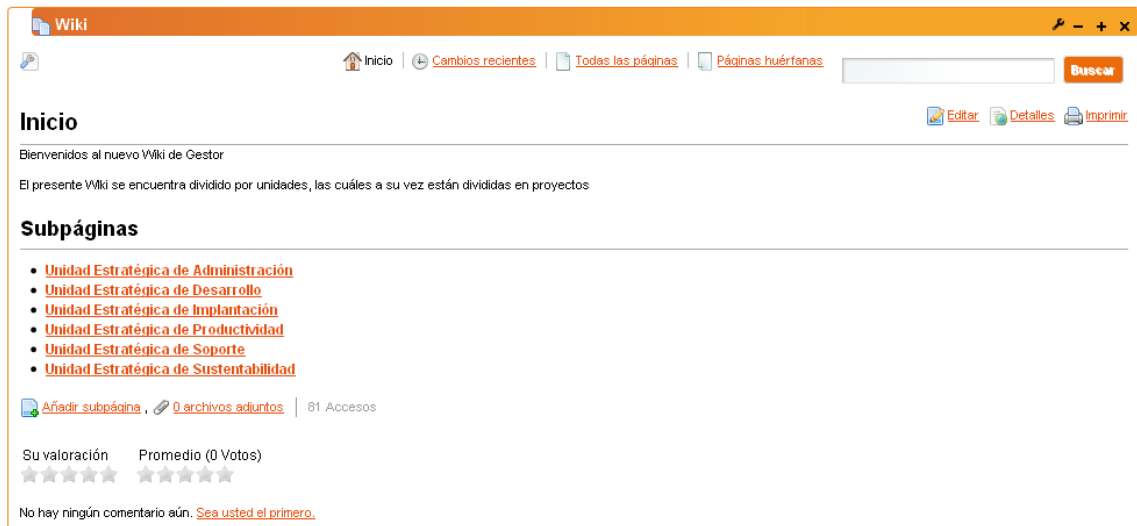 Wiki
Inicio Cambios recientes Todas las páginas Páginas huérfanas Buscar
Inicio Editar Detalles Imprimir
Bienvenidos al nuevo Wiki de Gestor
El presente Wiki se encuentra dividido por unidades, las cuáles a su vez están divididas en proyectos
Subpáginas
Unidad Estratégica de Administración
Unidad Estratégica de Desarrollo
Unidad Estratégica de Implantación
Unidad Estratégica de Productividad
Unidad Estratégica de Soporte
Unidad Estratégica de Sustentabilidad
Añadir subpágina , 0 archivos adjuntos 81 Accesos
Su valoración Promedio (0 Votos)
No hay ningún comentario aún. Sea usted el primero.